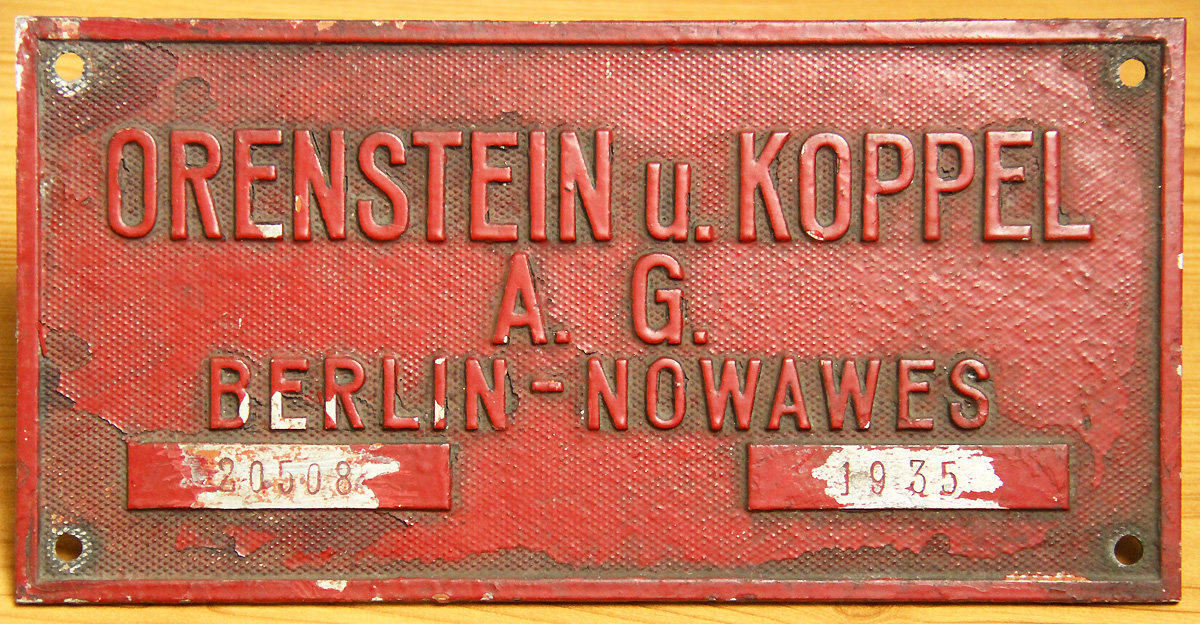 ORENSTEIN u. KOPPEL
A. G.
BERLIN-NOWAWES
20508 1935